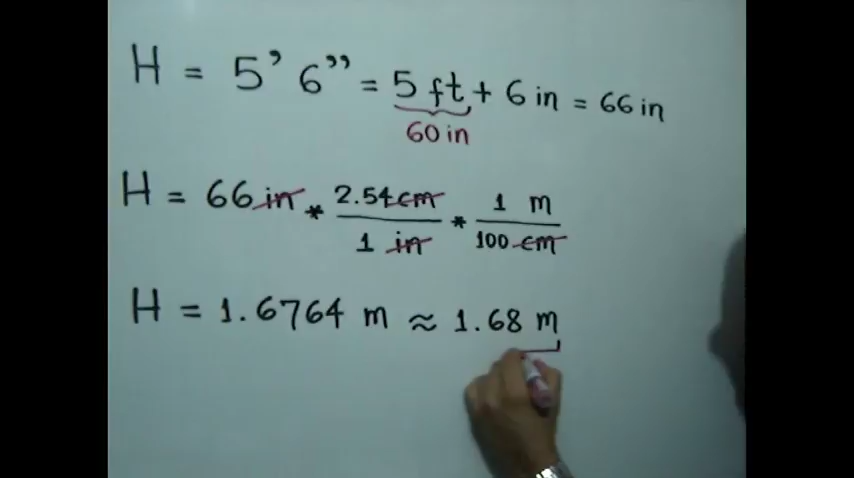 H = 5’ 6’’ = 5 ft + 6 in = 66 in
60 in
H = 66 in * 2.54 cm / 1 in * 1 m / 100 cm
H = 1.6764 m ≈ 1.68 m